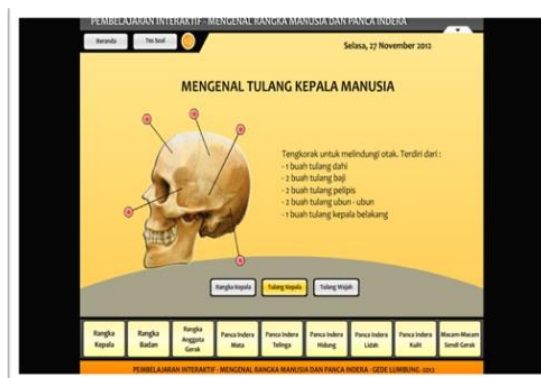 PEMBELAJARAN INTERAKTIF - MENGENAL RANGKA MANUSIA DAN PANCA INDERA
Beranda
Tes Soal
Selasa, 27 November 2012
MENGENAL TULANG KEPALA MANUSIA
Tengkorak untuk melindungi otak. Terdiri dari :
- 1 buah tulang dahi
- 2 buah tulang baji
- 2 buah tulang pelipis
- 2 buah tulang ubun - ubun
- 1 buah tulang kepala belakang
Rangka Kepala
Tulang Kepala
Tulang Wajah
Rangka Kepala
Rangka Badan
Rangka Anggota Gerak
Panca Indera Mata
Panca Indera Telinga
Panca Indera Hidung
Panca Indera Lidah
Panca Indera Kulit
Macam-Macam Sendi Gerak
PEMBELAJARAN INTERAKTIF - MENGENAL RANGKA MANUSIA DAN PANCA INDERA - GEDE LUMBUNG -2012